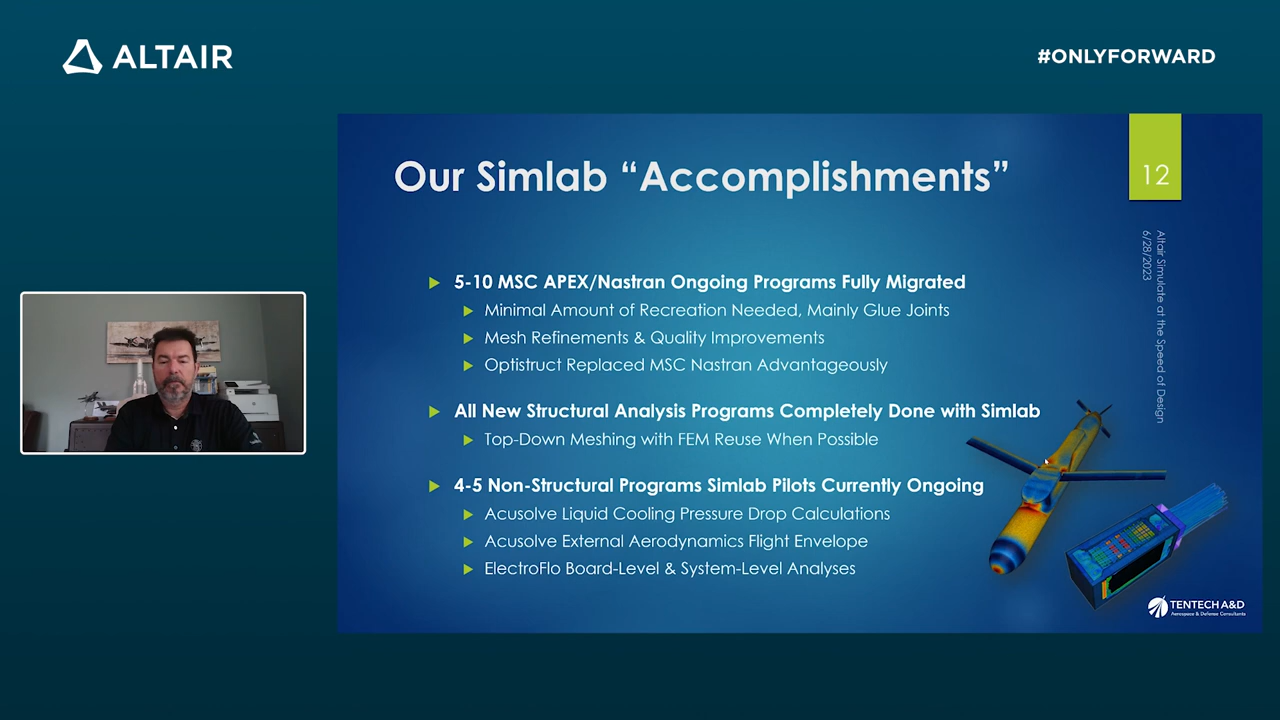 ALTAIR
#ONLYFORWARD
Our Simlab “Accomplishments”
12
Altair Simulate at the Speed of Design
6/28/2023
5-10 MSC APEX/Nastran Ongoing Programs Fully Migrated
Minimal Amount of Recreation Needed, Mainly Glue Joints
Mesh Refinements & Quality Improvements
Optistruct Replaced MSC Nastran Advantageously
All New Structural Analysis Programs Completely Done with Simlab
Top-Down Meshing with FEM Reuse When Possible
4-5 Non-Structural Programs Simlab Pilots Currently Ongoing
Acusolve Liquid Cooling Pressure Drop Calculations
Acusolve External Aerodynamics Flight Envelope
ElectroFlo Board-Level & System-Level Analyses
TENTECH A&D
Aerospace & Defense Consultants